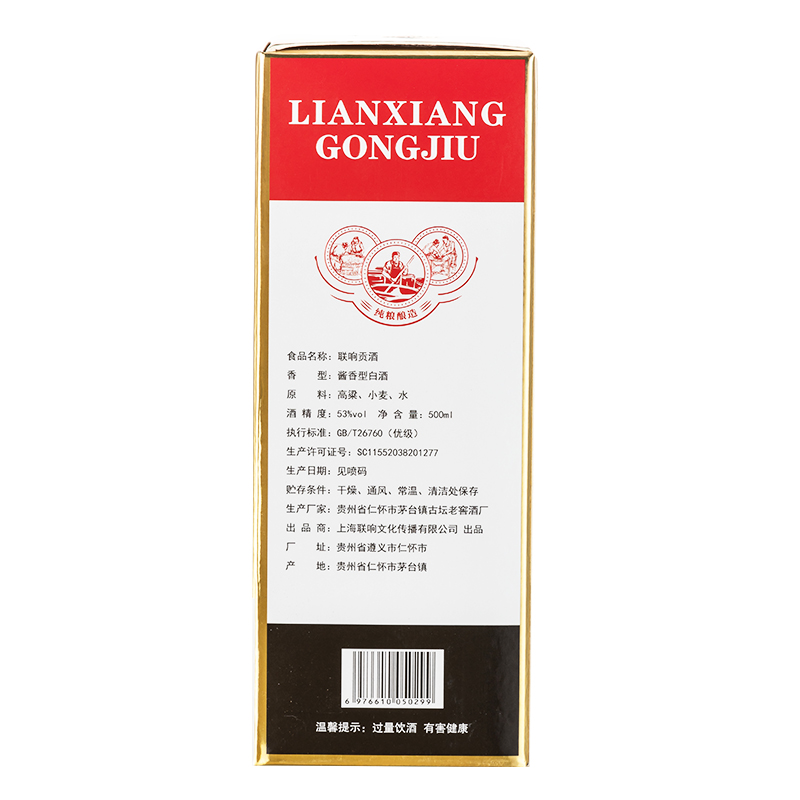 LIANXIANG
GONGJIU
纯粮酿造
食品名称：联响贡酒
香 型：酱香型白酒
原 料：高粱、小麦、水
酒 精 度：53%vol 净 含 量：500ml
执行标准：GB/T26760（优级）
生产许可证号：SC11552038201277
生产日期：见喷码
贮存条件：干燥、通风、常温、清洁处保存
生产厂家：贵州省仁怀市茅台镇古坛老窖酒厂
出 品 商：上海联响文化传播有限公司 出品
厂 址：贵州省遵义市仁怀市
产 地：贵州省仁怀市茅台镇
6 976610 050299
温馨提示：过量饮酒 有害健康